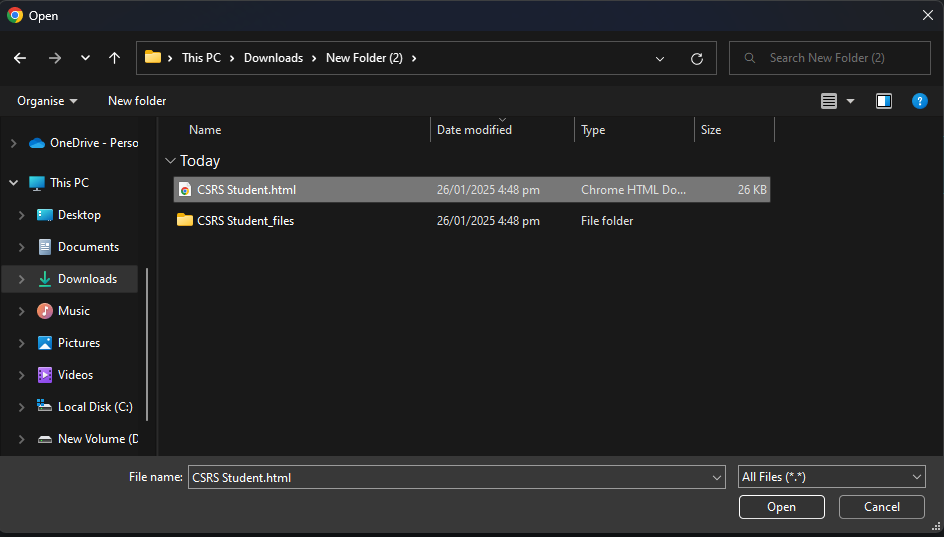 Open
This PC Downloads New Folder (2)
Search New Folder (2)
Organise New folder
Name Date modified Type Size
OneDrive - Perso
This PC
Desktop
Documents
Downloads
Music
Pictures
Videos
Local Disk (C:)
New Volume (D
Today
CSRS Student.html 26/01/2025 4:48 pm Chrome HTML Do... 26 KB
CSRS Student_files 26/01/2025 4:48 pm File folder
File name: CSRS Student.html All Files (*.*)
Open Cancel